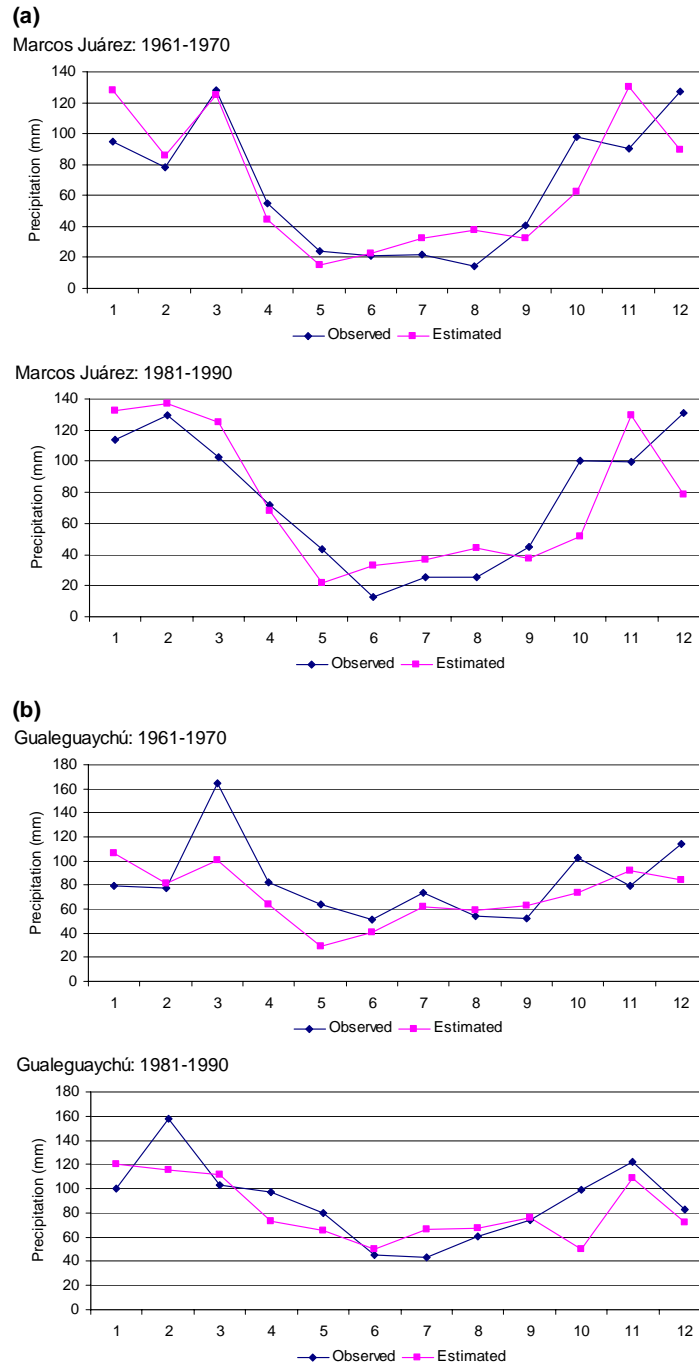 (a)
Marcos Juárez: 1961-1970
Precipitation (mm)
140
120
100
80
60
40
20
0
1 2 3 4 5 6 7 8 9 10 11 12
Observed Estimated
Marcos Juárez: 1981-1990
Precipitation (mm)
140
120
100
80
60
40
20
0
1 2 3 4 5 6 7 8 9 10 11 12
Observed Estimated
(b)
Gualeguaychú: 1961-1970
Precipitation (mm)
180
160
140
120
100
80
60
40
20
0
1 2 3 4 5 6 7 8 9 10 11 12
Observed Estimated
Gualeguaychú: 1981-1990
Precipitation (mm)
180
160
140
120
100
80
60
40
20
0
1 2 3 4 5 6 7 8 9 10 11 12
Observed Estimated